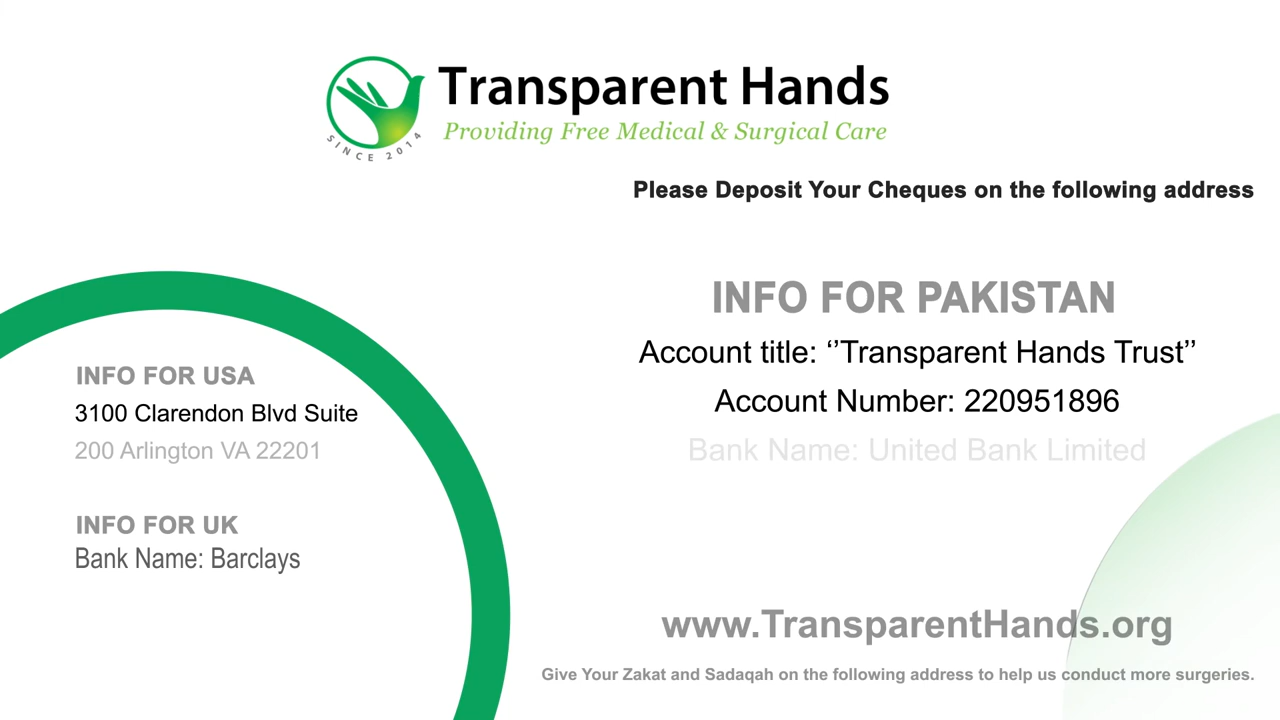 Transparent Hands
Providing Free Medical & Surgical Care
SINCE 2014
Please Deposit Your Cheques on the following address
INFO FOR USA
3100 Clarendon Blvd Suite
200 Arlington VA 22201
INFO FOR UK
Bank Name: Barclays
INFO FOR PAKISTAN
Account title: ‘’Transparent Hands Trust’’
Account Number: 220951896
Bank Name: United Bank Limited
www.TransparentHands.org
Give Your Zakat and Sadaqah on the following address to help us conduct more surgeries.